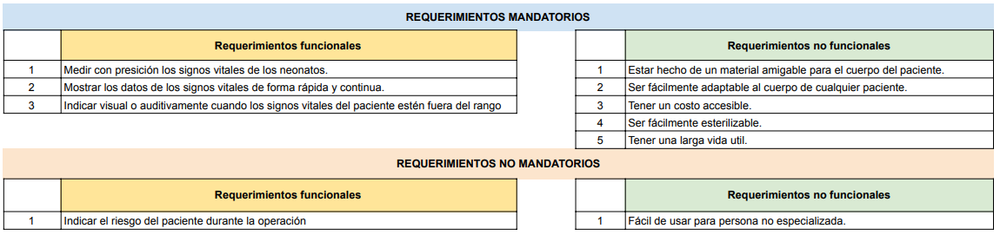 REQUERIMIENTOS MANDATORIOS
Requerimientos funcionales
1 Medir con presición los signos vitales de los neonatos.
2 Mostrar los datos de los signos vitales de forma rápida y continua.
3 Indicar visual o auditivamente cuando los signos vitales del paciente estén fuera del rango
Requerimientos no funcionales
1 Estar hecho de un material amigable para el cuerpo del paciente.
2 Ser fácilmente adaptable al cuerpo de cualquier paciente.
3 Tener un costo accesible.
4 Ser fácilmente esterilizable.
5 Tener una larga vida util.
REQUERIMIENTOS NO MANDATORIOS
Requerimientos funcionales
1 Indicar el riesgo del paciente durante la operación
Requerimientos no funcionales
1 Fácil de usar para persona no especializada.